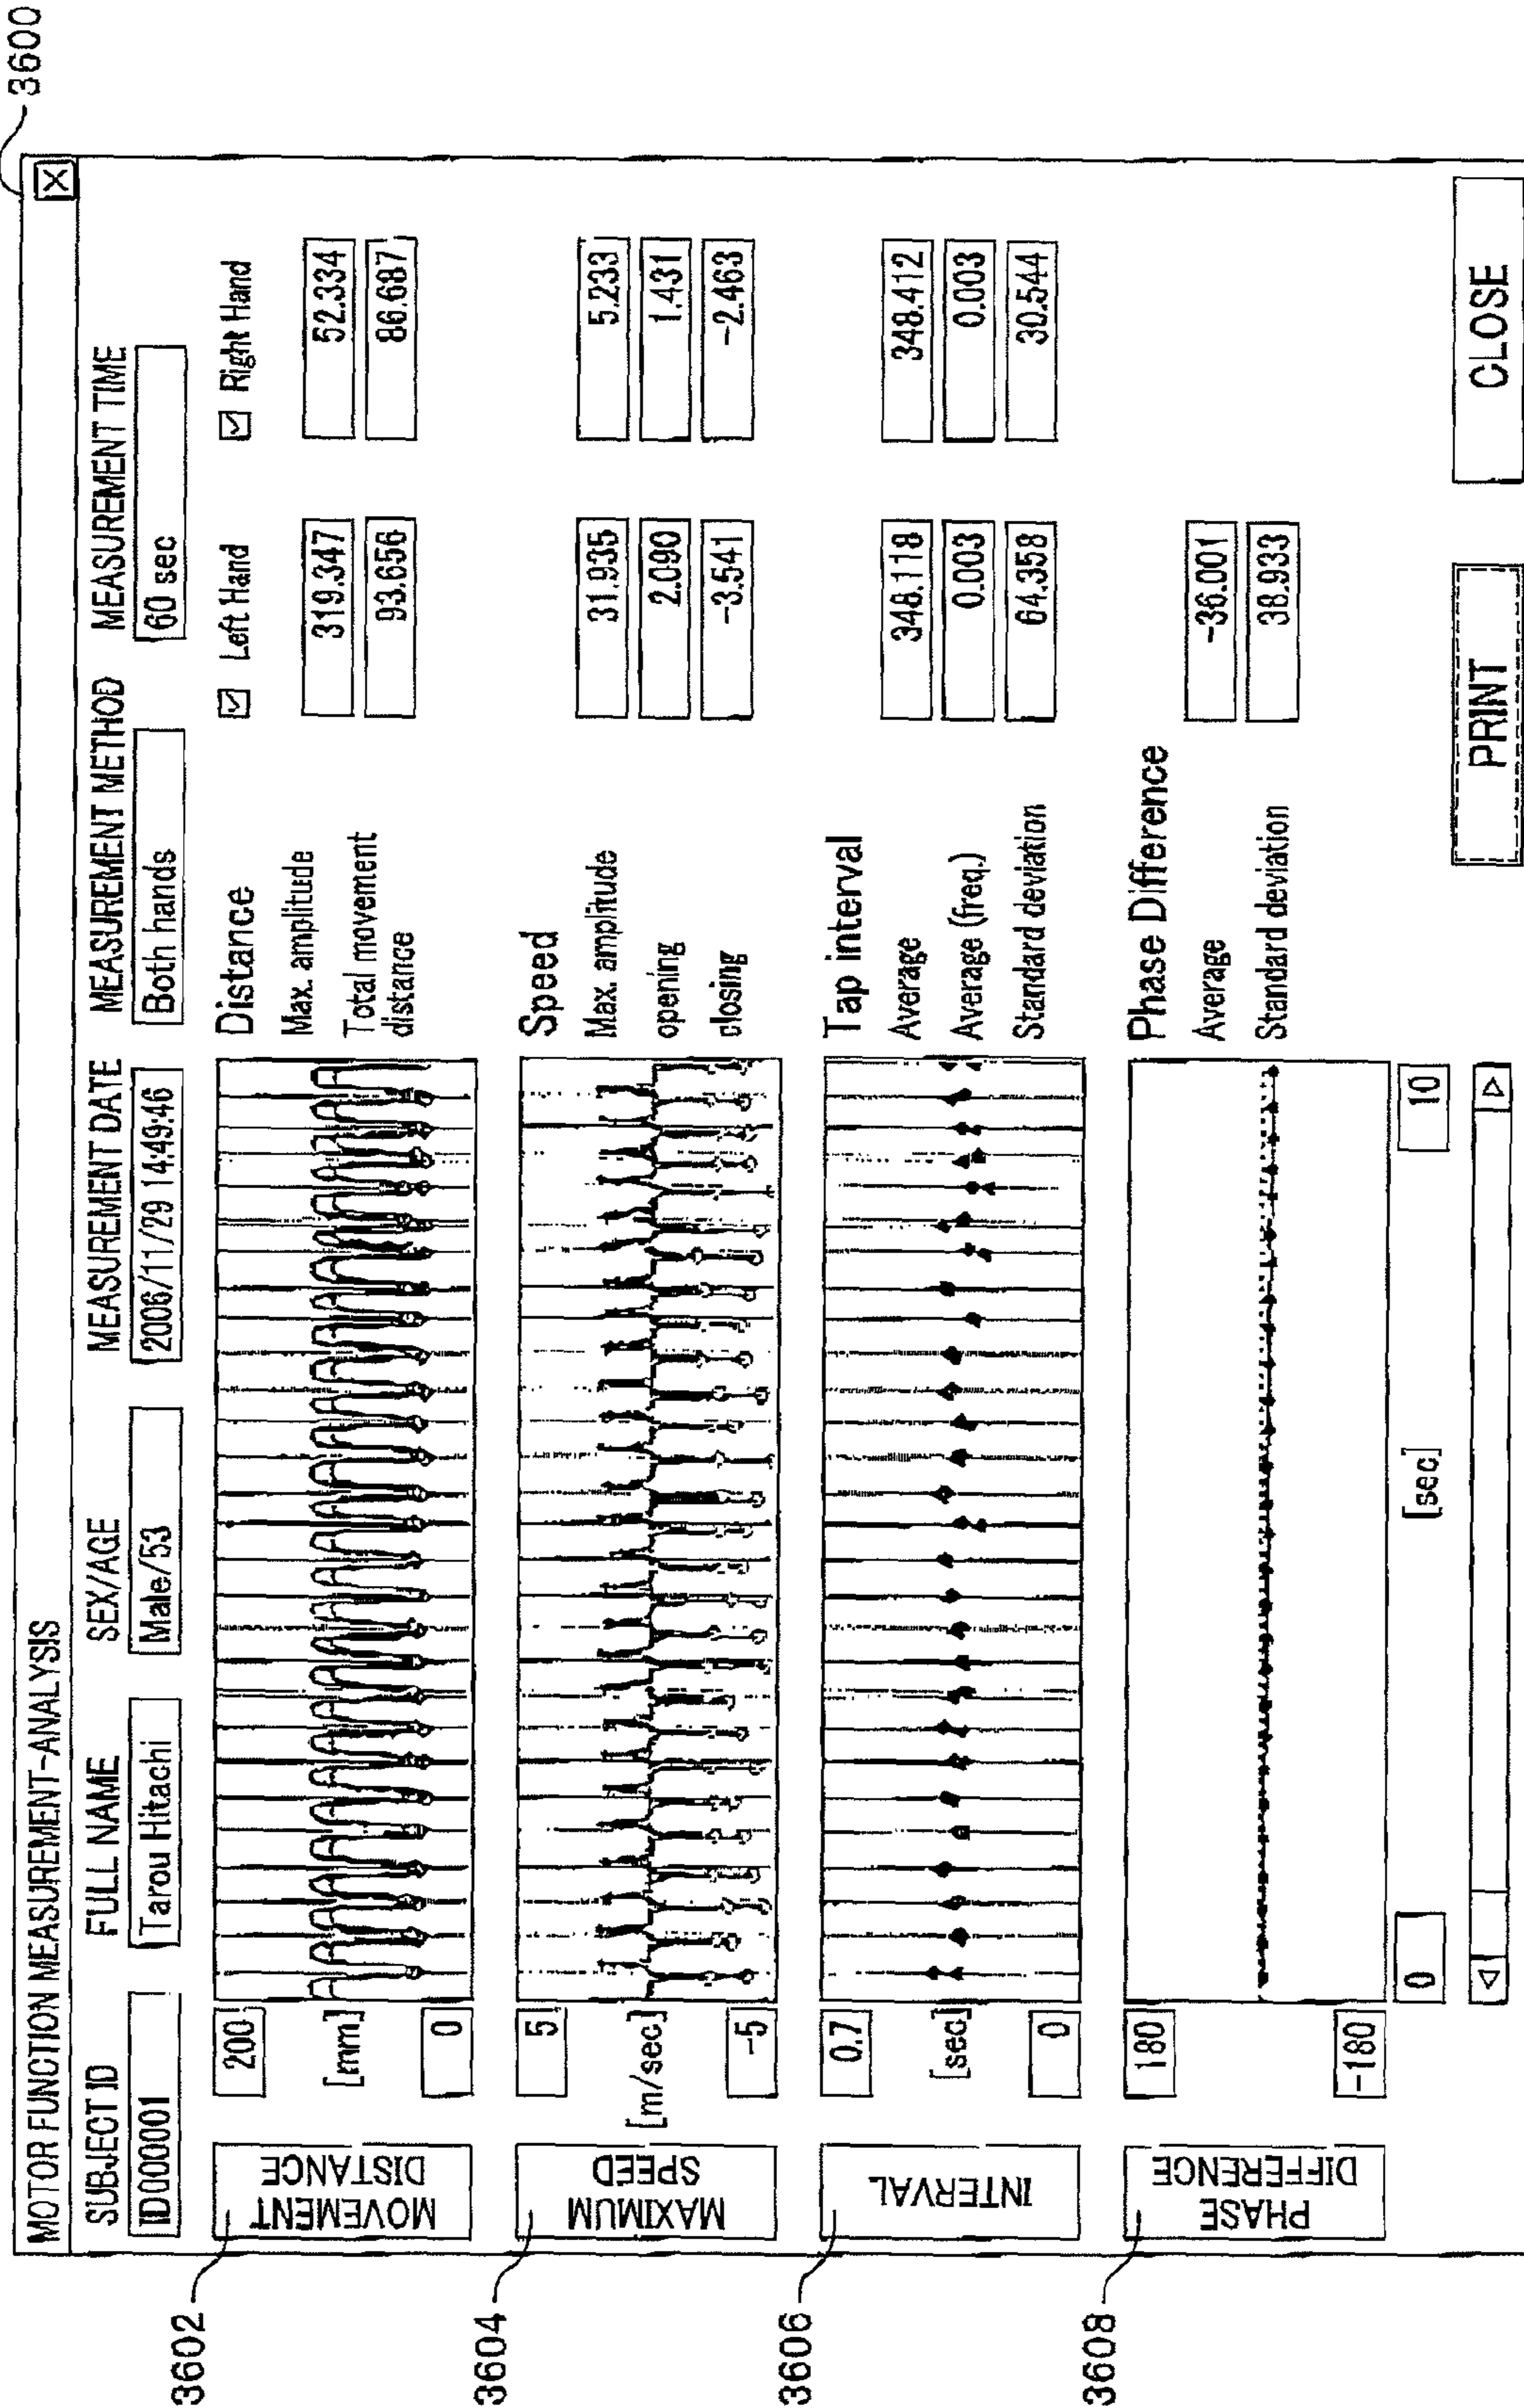 3600
MOTOR FUNCTION MEASUREMENT-ANALYSIS
SUBJECT ID FULL NAME SEX/AGE MEASUREMENT DATE MEASUREMENT METHOD MEASUREMENT TIME
ID000001 Tarou Hitachi Male/53 2006/11/29 14:49:46 Both hands 60 sec
3602
MOVEMENT
DISTANCE
200
[mm]
0
Distance Left Hand Right Hand
Max. amplitude 319.347 52.334
Total movement
distance 93.656 86.687
3604
MAXIMUM
SPEED
5
[m/sec]
-5
Speed
Max. amplitude 31.935 5.233
opening 2.090 1.431
closing -3.541 -2.463
3606
INTERVAL
0.7
[sec]
0
Tap interval
Average 348.118 348.412
Average (freq.) 0.003 0.003
Standard deviation 64.358 30.544
3608
PHASE
DIFFERENCE
180
-180
Phase Difference
Average -36.001
Standard deviation 38.933
0 [sec] 10
PRINT CLOSE